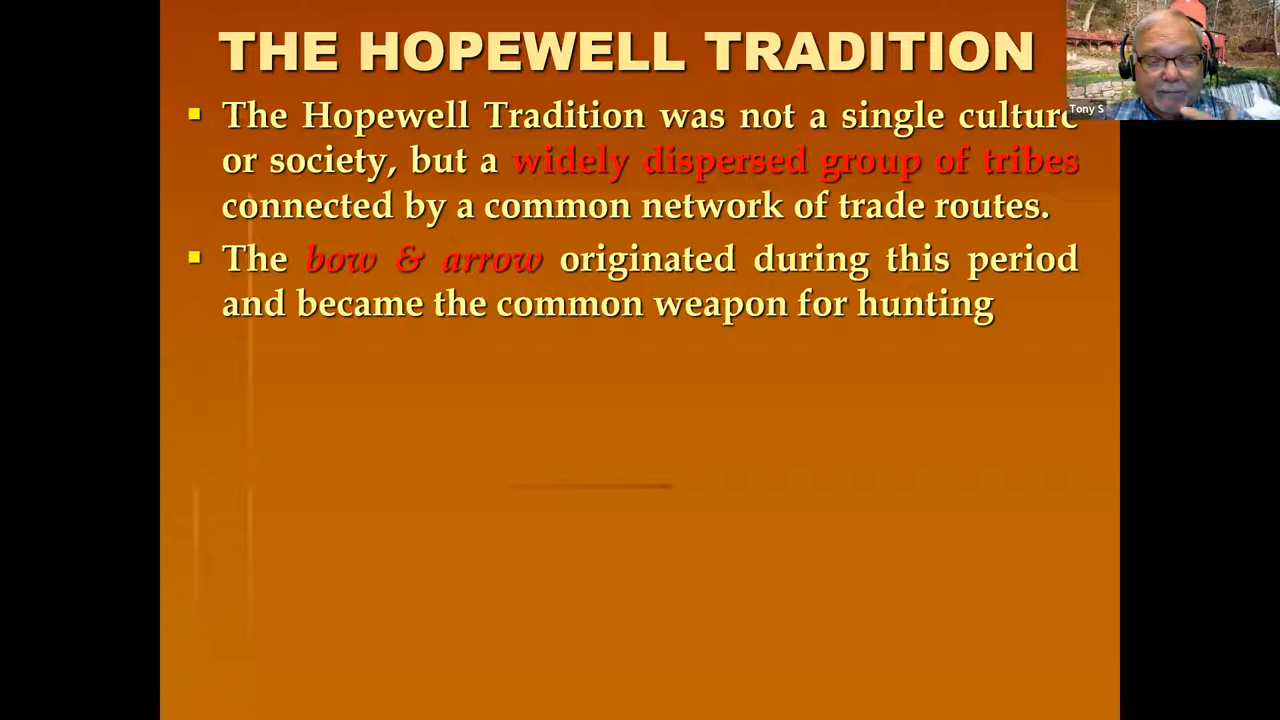 THE HOPEWELL TRADITION
The Hopewell Tradition was not a single culture
or society, but a widely dispersed group of tribes
connected by a common network of trade routes.
The bow & arrow originated during this period
and became the common weapon for hunting
Tony S